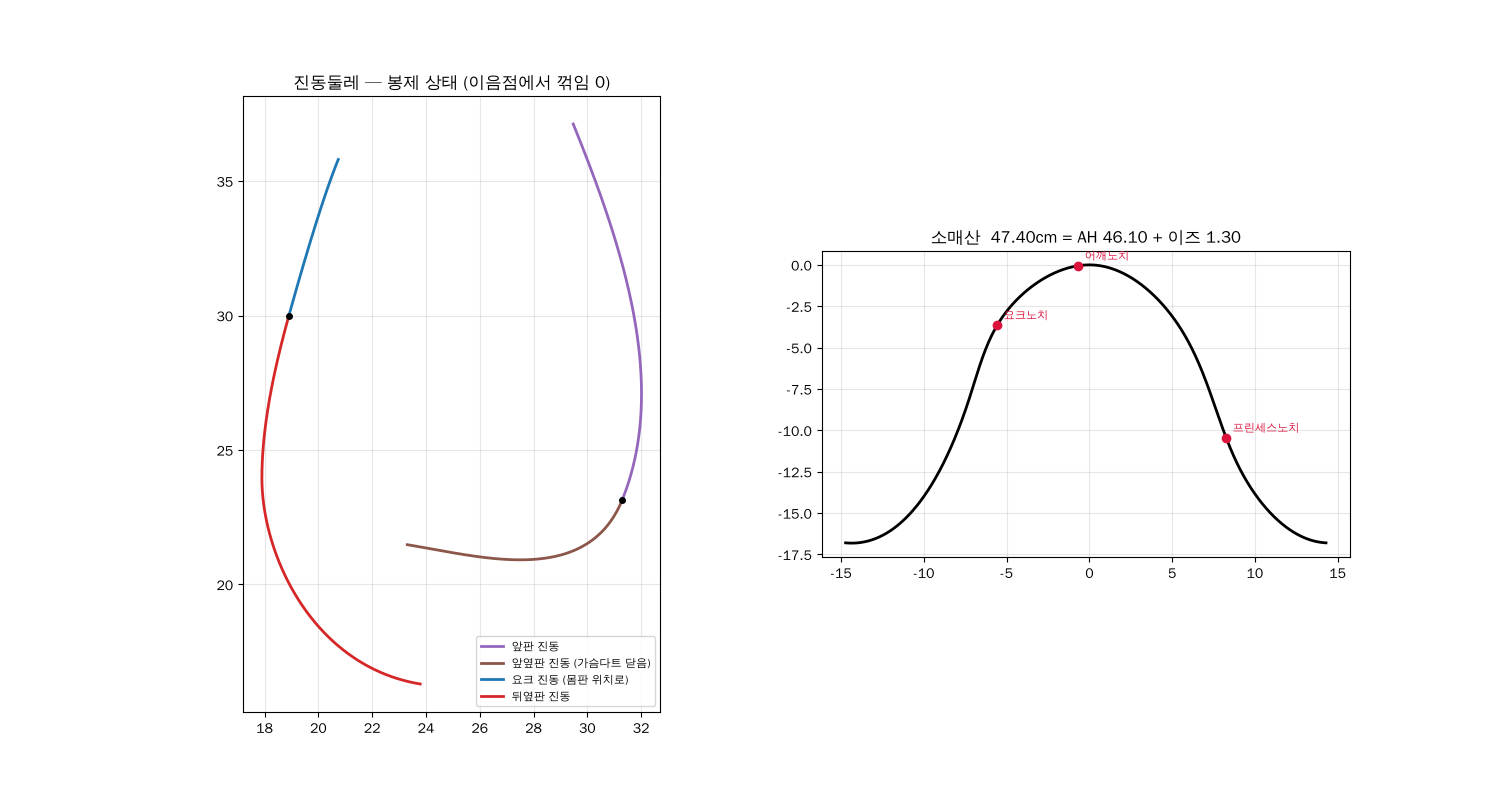 진동둘레 — 봉제 상태 (이음점에서 꺾임 0)
35
30
25
20
18 20 22 24 26 28 30 32
앞판 진동
앞옆판 진동 (가슴다트 닫음)
요크 진동 (몸판 위치로)
뒤옆판 진동
소매산 47.40cm = AH 46.10 + 이즈 1.30
어깨노치
요크노치
프린세스노치
0.0
-2.5
-5.0
-7.5
-10.0
-12.5
-15.0
-17.5
-15 -10 -5 0 5 10 15